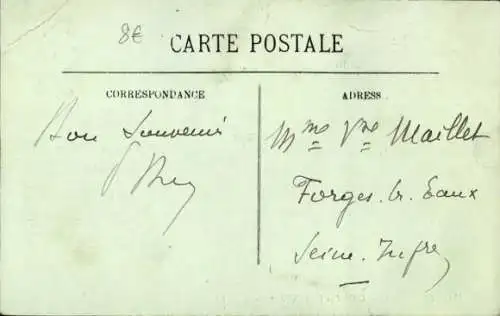 8€
CARTE POSTALE
CORRESPONDANCE
ADRESS
Bon Souvenir
Mme Vve Maillet
Forges. les. Eaux
Seine. Infre